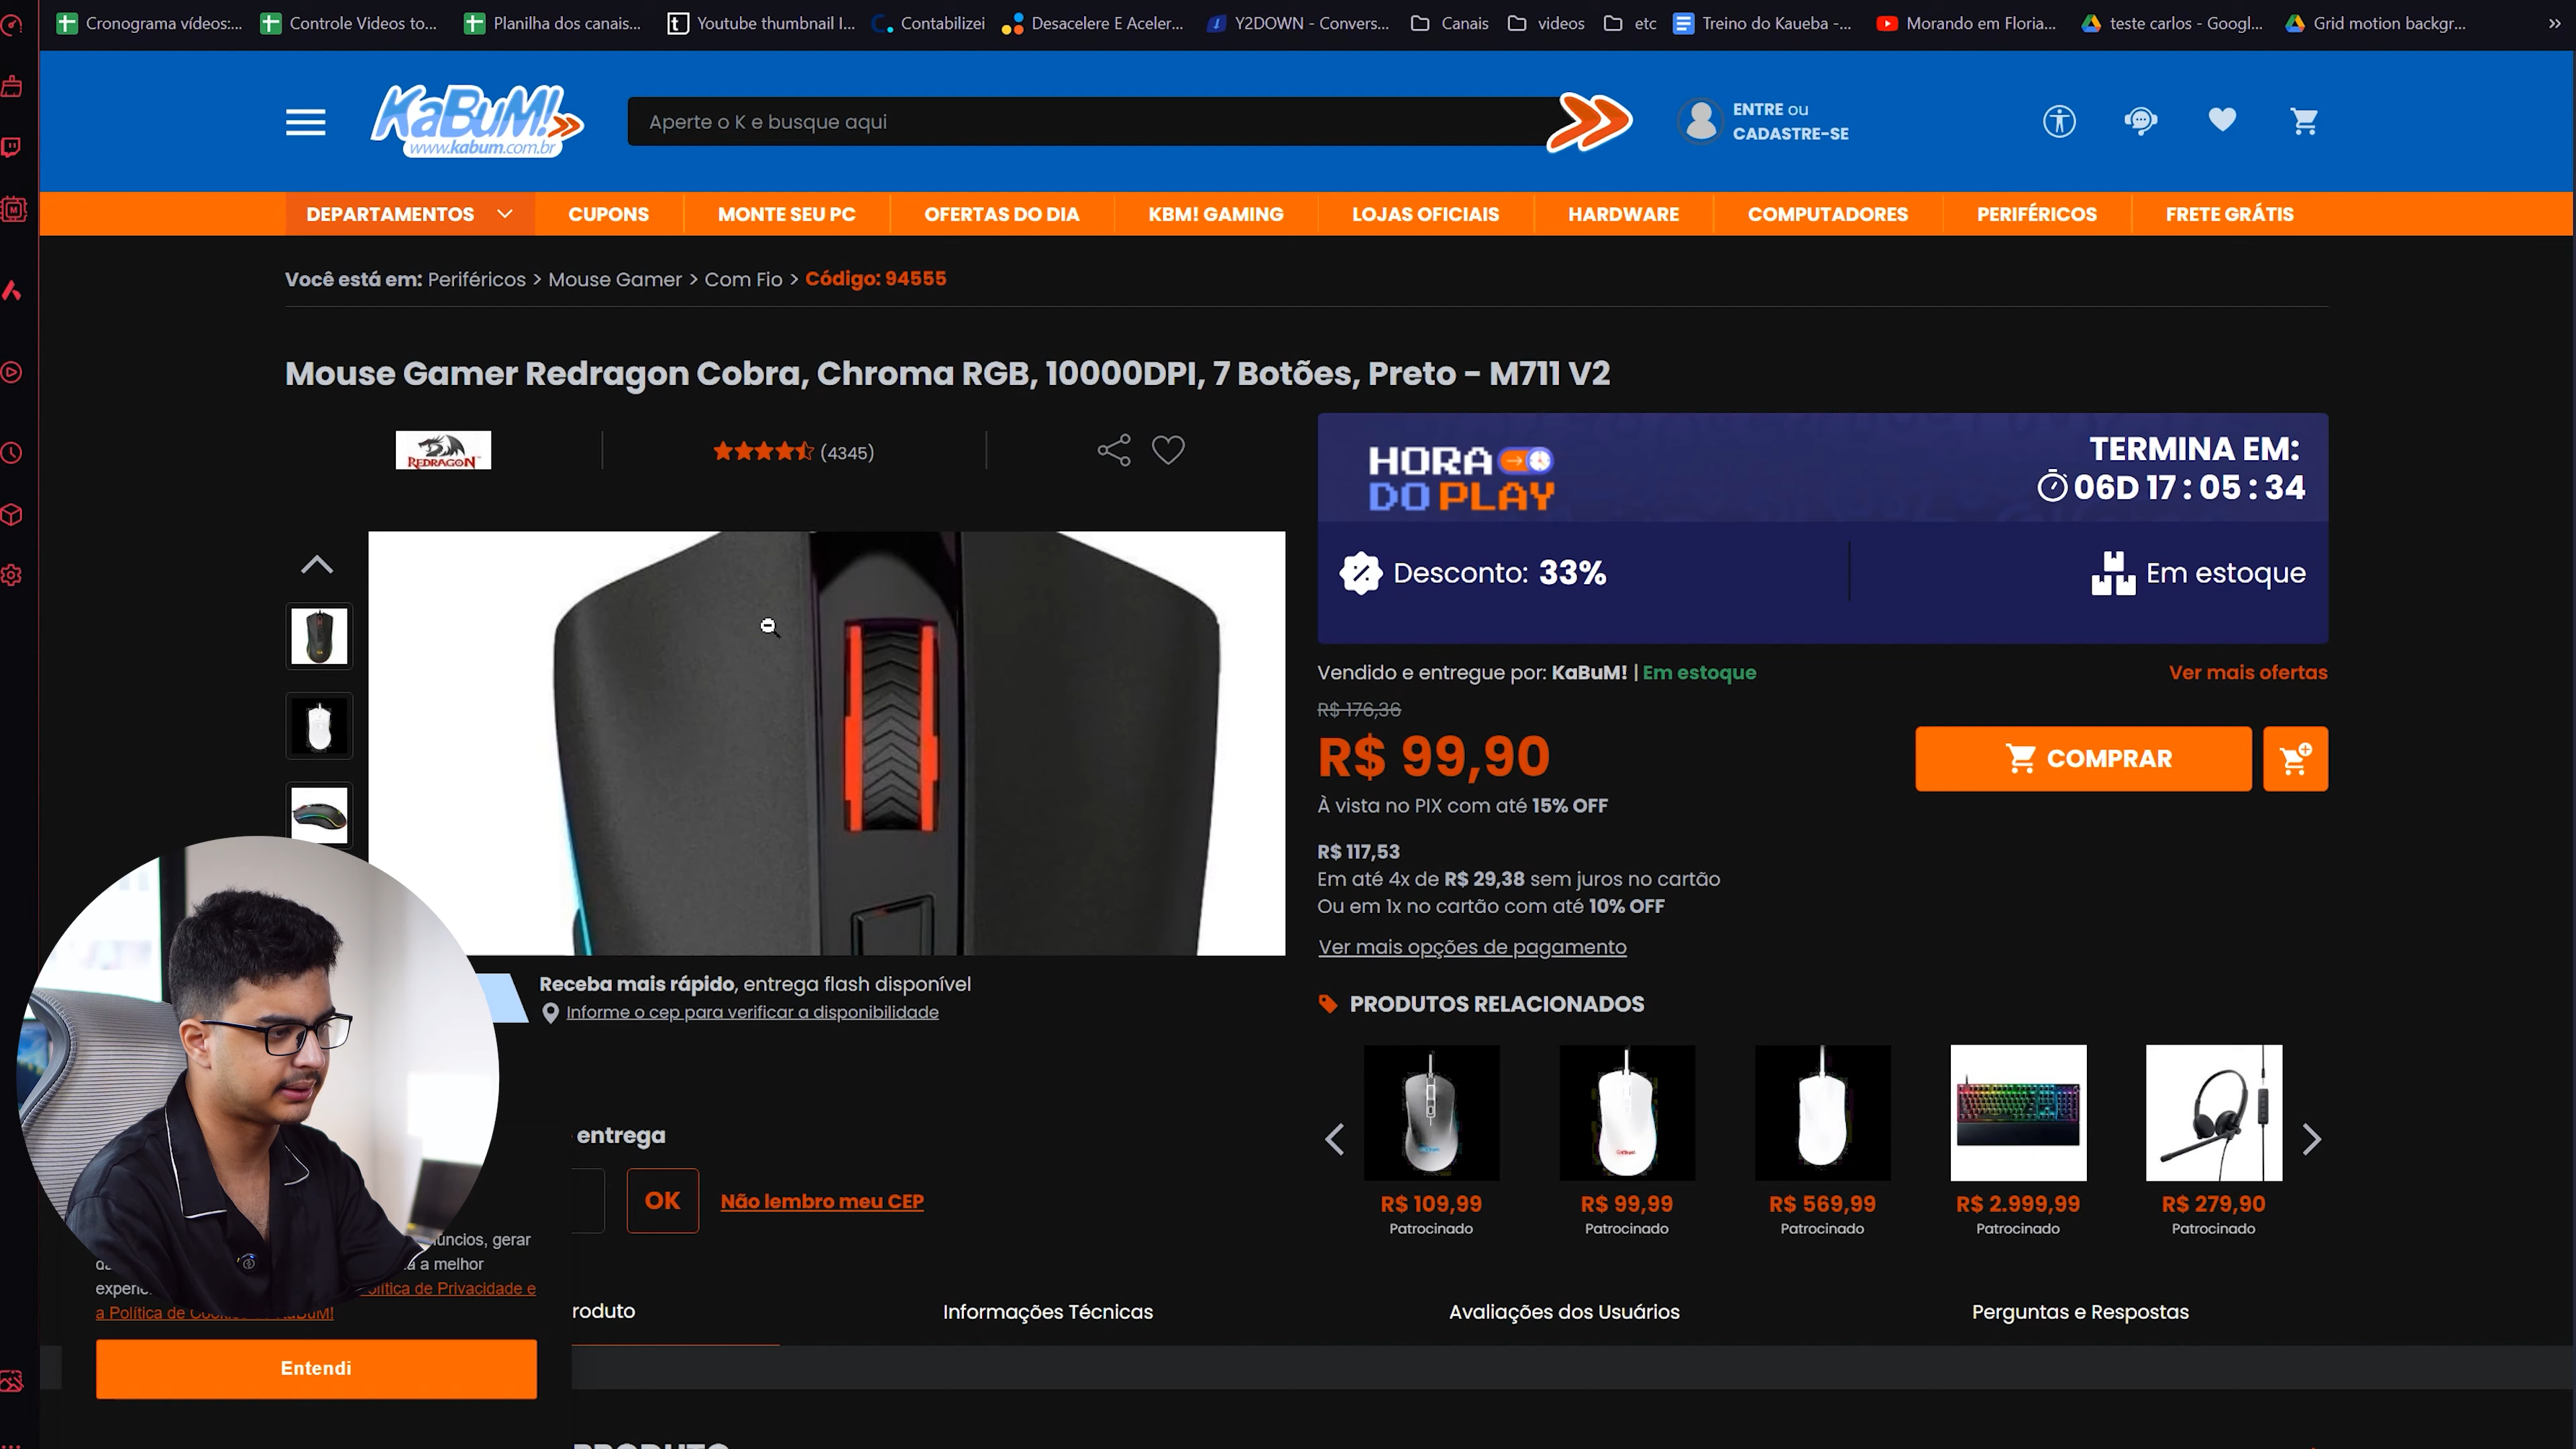 Cronograma vídeos:...
Controle Videos to...
Planilha dos canais...
Youtube thumbnail I...
Contabilizei
Desacelere E Aceler...
Y2DOWN - Convers...
Canais
videos
etc
Treino do Kaueba -...
Morando em Floria...
teste carlos - Googl...
Grid motion backgr...
KaBuM!
www.kabum.com.br
Aperte o K e busque aqui
ENTRE ou
CADASTRE-SE
DEPARTAMENTOS
CUPONS
MONTE SEU PC
OFERTAS DO DIA
KBM! GAMING
LOJAS OFICIAIS
HARDWARE
COMPUTADORES
PERIFÉRICOS
FRETE GRÁTIS
Você está em: Periféricos > Mouse Gamer > Com Fio > Código: 94555
Mouse Gamer Redragon Cobra, Chroma RGB, 10000DPI, 7 Botões, Preto - M711 V2
REDRAGON
(4345)
HORA
DO PLAY
TERMINA EM:
06D 17 : 05 : 34
Desconto: 33%
Em estoque
Vendido e entregue por: KaBuM! | Em estoque
Ver mais ofertas
R$ 176,36
R$ 99,90
COMPRAR
À vista no PIX com até 15% OFF
R$ 117,53
Em até 4x de R$ 29,38 sem juros no cartão
Ou em 1x no cartão com até 10% OFF
Ver mais opções de pagamento
Receba mais rápido, entrega flash disponível
Informe o cep para verificar a disponibilidade
PRODUTOS RELACIONADOS
R$ 109,99
Patrocinado
R$ 99,99
Patrocinado
R$ 569,99
Patrocinado
R$ 2.999,99
Patrocinado
R$ 279,90
Patrocinado
entrega
OK
Não lembro meu CEP
gerar
a melhor
Política de Privacidade e
a Política de
KaBuM!
Entendi
roduto
Informações Técnicas
Avaliações dos Usuários
Perguntas e Respostas
PRODUTO